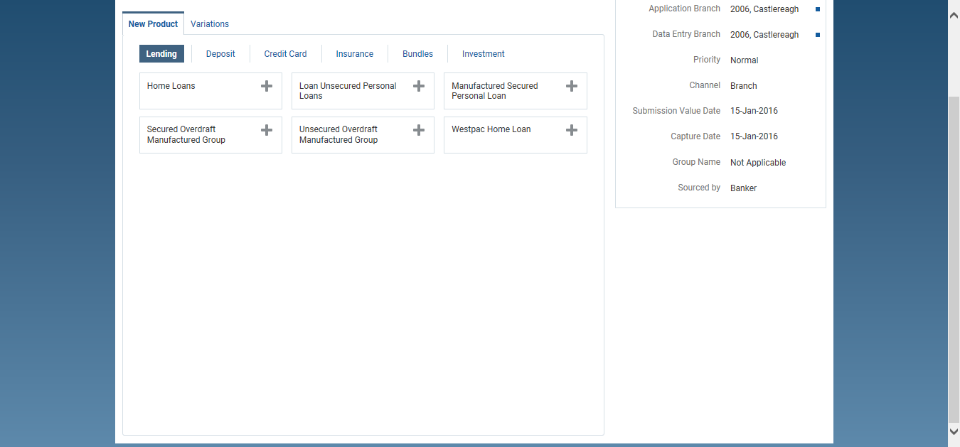 New Product Variations
Lending Deposit Credit Card Insurance Bundles Investment
Home Loans
Loan Unsecured Personal
Loans
Manufactured Secured
Personal Loan
Secured Overdraft
Manufactured Group
Unsecured Overdraft
Manufactured Group
Westpac Home Loan
Application Branch 2006, Castlereagh
Data Entry Branch 2006, Castlereagh
Priority Normal
Channel Branch
Submission Value Date 15-Jan-2016
Capture Date 15-Jan-2016
Group Name Not Applicable
Sourced by Banker